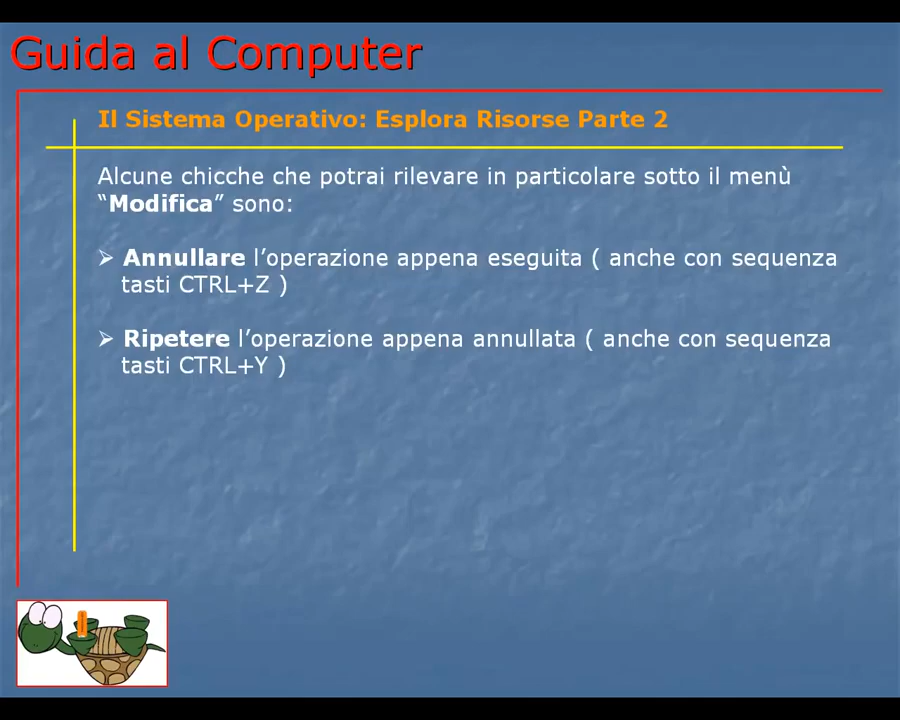 Guida al Computer
Il Sistema Operativo: Esplora Risorse Parte 2
Alcune chicche che potrai rilevare in particolare sotto il menù
“Modifica” sono:
➢ Annullare l’operazione appena eseguita ( anche con sequenza
tasti CTRL+Z )
➢ Ripetere l’operazione appena annullata ( anche con sequenza
tasti CTRL+Y )